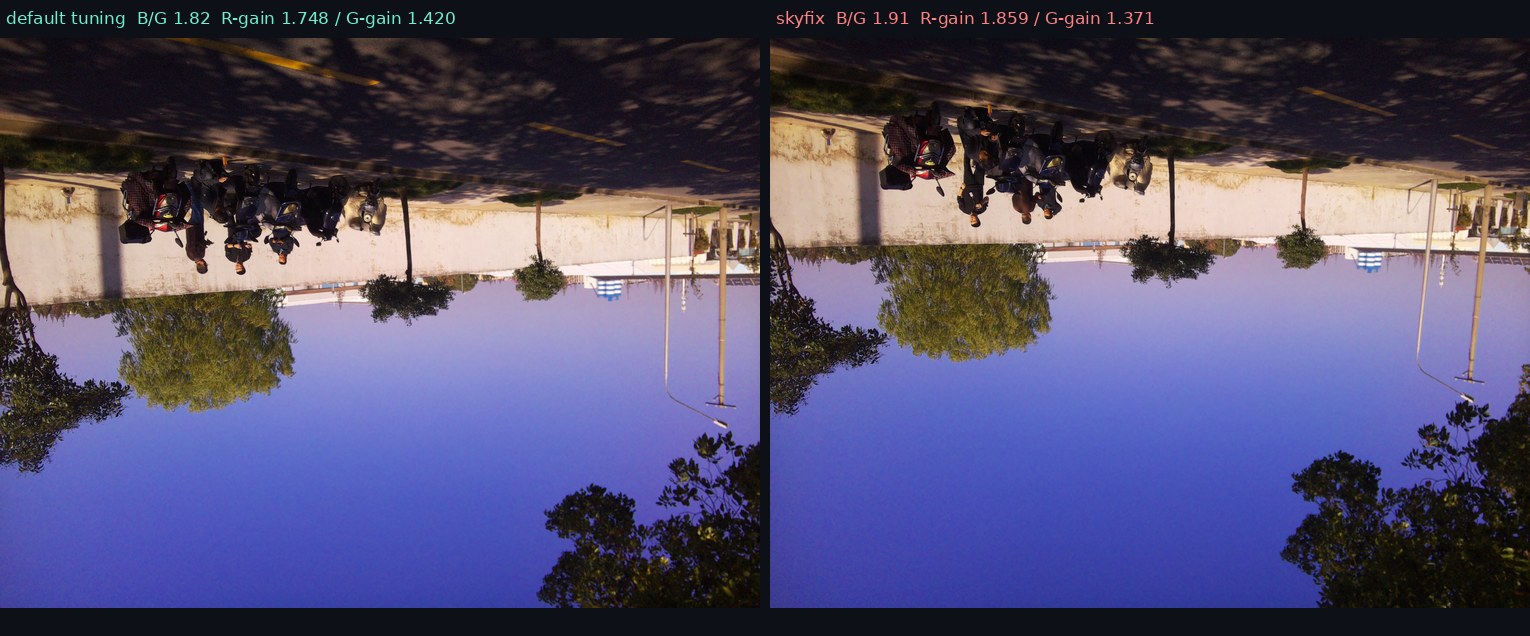 default tuning  B/G 1.82  R-gain 1.748 / G-gain 1.420
skyfix  B/G 1.91  R-gain 1.859 / G-gain 1.371